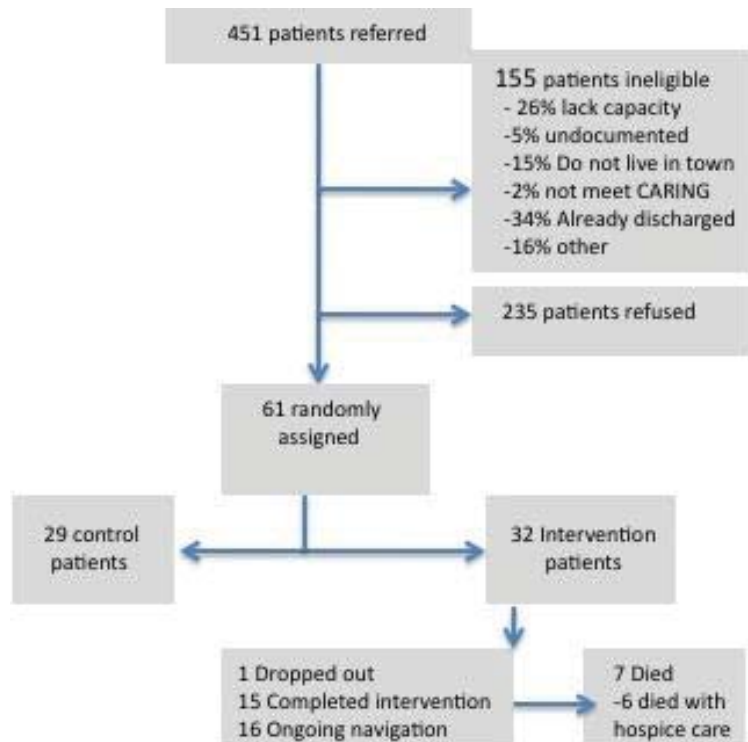 451 patients referred
155 patients ineligible
- 26% lack capacity
-5% undocumented
-15% Do not live in town
-2% not meet CARING
-34% Already discharged
-16% other
235 patients refused
61 randomly
assigned
29 control
patients
32 Intervention
patients
1 Dropped out
15 Completed intervention
16 Ongoing navigation
7 Died
-6 died with
hospice care